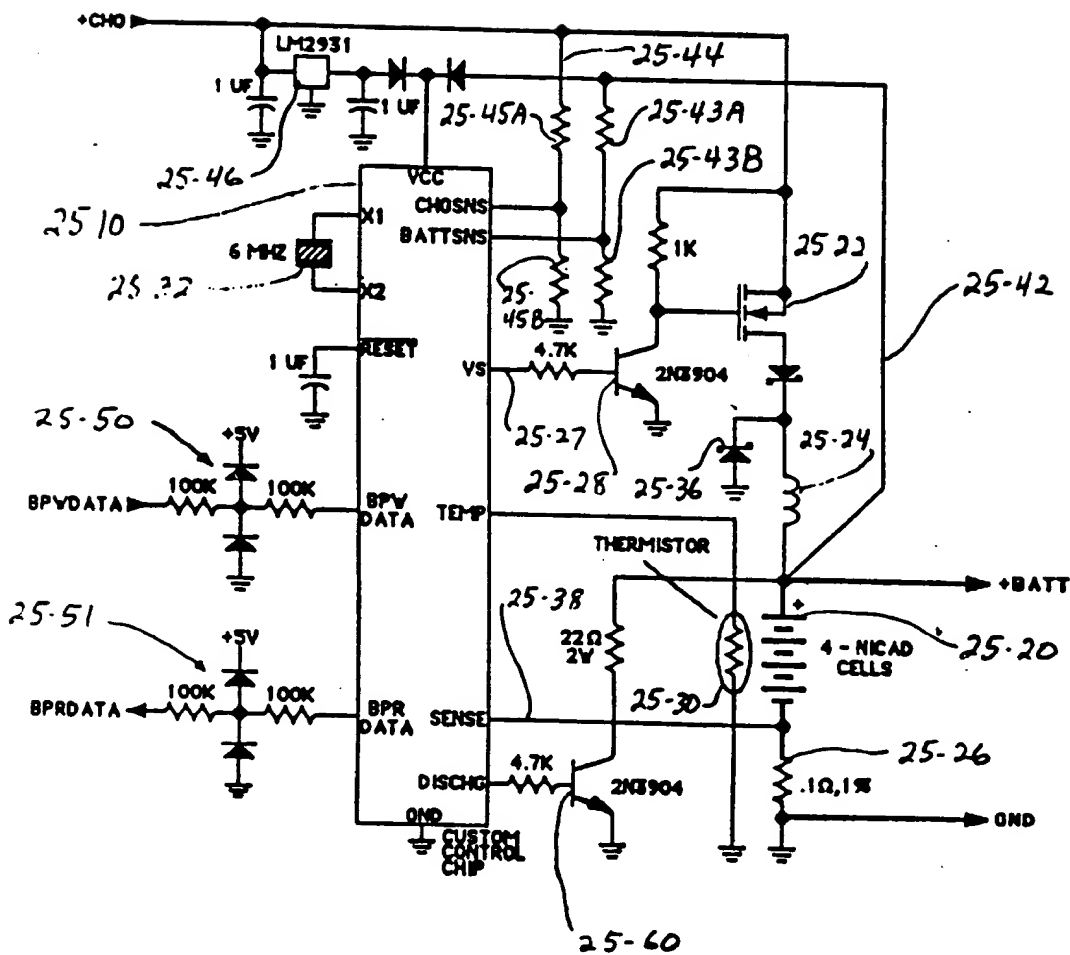 +CHO
LM2931
25-44
1 UF
1 UF
25-45A
25-43A
25-46
25-43B
VCC
2510
CHOSNS
X1
BATTSNS
6 MHZ
1K
25-22
25-42
X2
25-45B
RESET
4.7K
1 UF
VS
2N3904
25-50
25-27
25-24
+5V
25-28
25-36
100K
100K
BPWDATA
BPW DATA
TEMP
THERMISTOR
+BATT
25-38
25-51
+
+5V
22Ω 2W
4 - NICAD CELLS
25-20
100K
100K
25-30
BPRDATA
BPR DATA
SENSE
25-26
4.7K
.1Ω,1%
DISCHG
2N3904
GND
GND
CUSTOM CONTROL CHIP
25-60